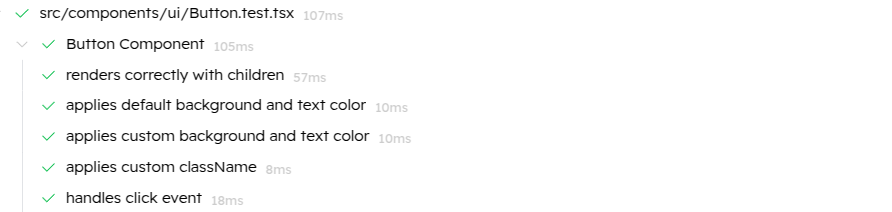 src/components/ui/Button.test.tsx 107ms
Button Component 105ms
renders correctly with children 57ms
applies default background and text color 10ms
applies custom background and text color 10ms
applies custom className 8ms
handles click event 18ms